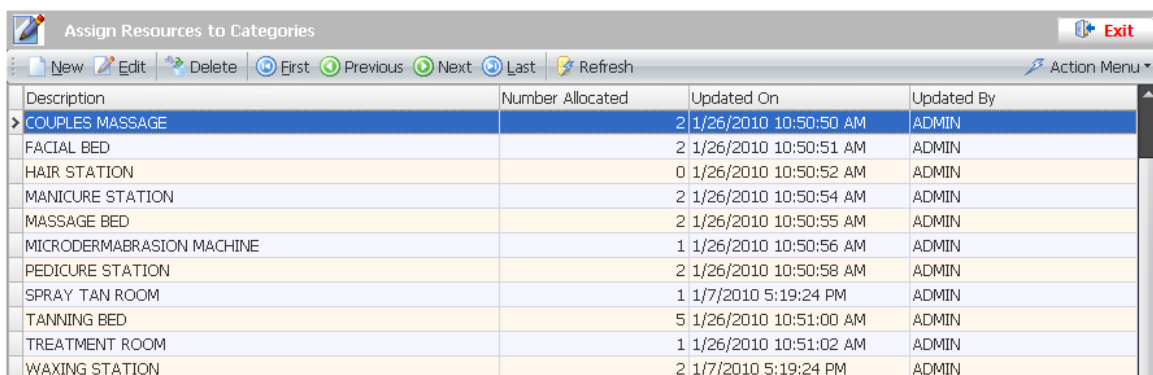 Assign Resources to Categories Exit
New Edit Delete First Previous Next Last Refresh Action Menu
Description Number Allocated Updated On Updated By
COUPLES MASSAGE 2 1/26/2010 10:50:50 AM ADMIN
FACIAL BED 2 1/26/2010 10:50:51 AM ADMIN
HAIR STATION 0 1/26/2010 10:50:52 AM ADMIN
MANICURE STATION 2 1/26/2010 10:50:54 AM ADMIN
MASSAGE BED 2 1/26/2010 10:50:55 AM ADMIN
MICRODERMABRASION MACHINE 1 1/26/2010 10:50:56 AM ADMIN
PEDICURE STATION 2 1/26/2010 10:50:58 AM ADMIN
SPRAY TAN ROOM 1 1/7/2010 5:19:24 PM ADMIN
TANNING BED 5 1/26/2010 10:51:00 AM ADMIN
TREATMENT ROOM 1 1/26/2010 10:51:02 AM ADMIN
WAXING STATION 2 1/7/2010 5:19:24 PM ADMIN